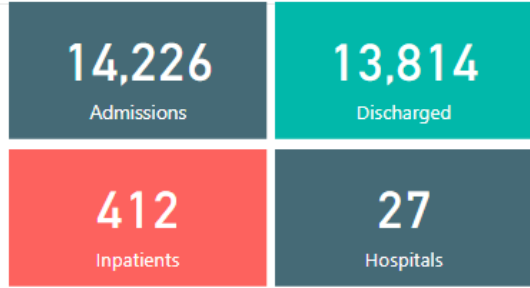 14,226
Admissions
13,814
Discharged
412
Inpatients
27
Hospitals